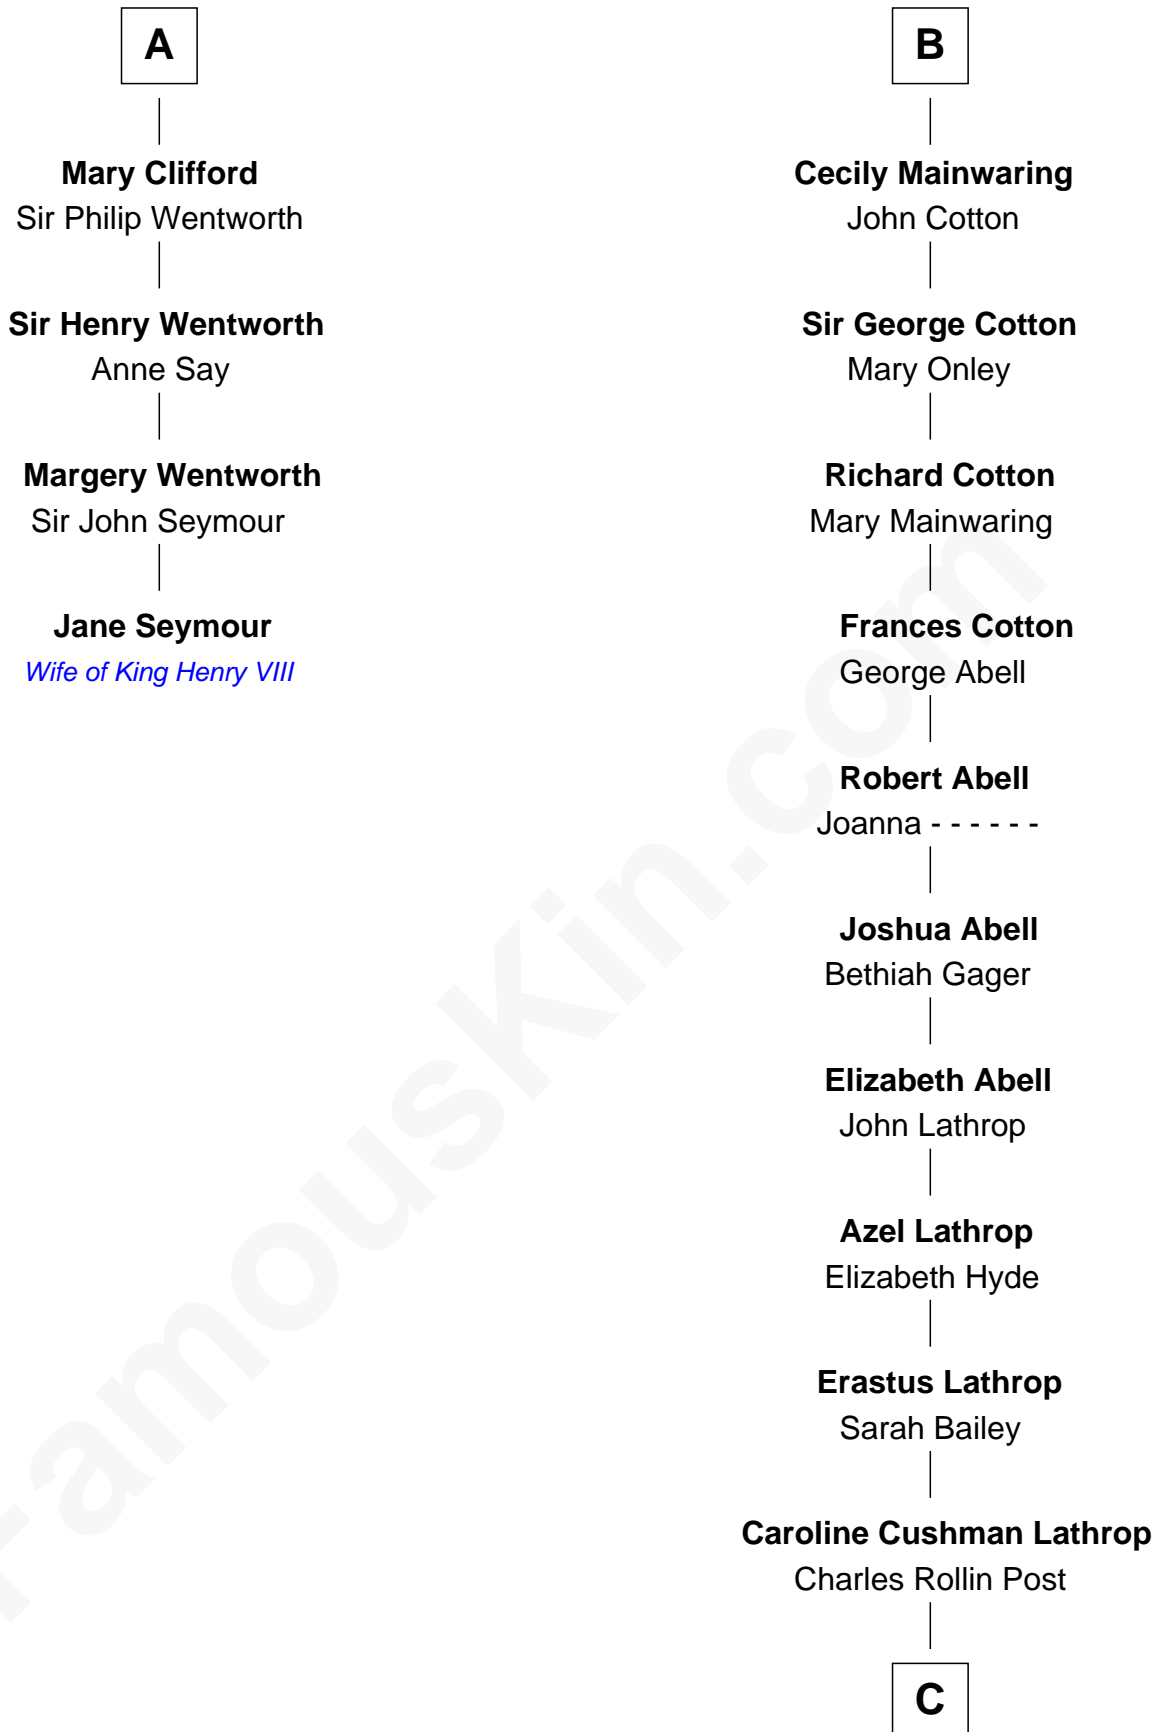 A
Mary Clifford
Sir Philip Wentworth
Sir Henry Wentworth
Anne Say
Margery Wentworth
Sir John Seymour
Jane Seymour
Wife of King Henry VIII
B
Cecily Mainwaring
John Cotton
Sir George Cotton
Mary Onley
Richard Cotton
Mary Mainwaring
Frances Cotton
George Abell
Robert Abell
Joanna - - - - - -
Joshua Abell
Bethiah Gager
Elizabeth Abell
John Lathrop
Azel Lathrop
Elizabeth Hyde
Erastus Lathrop
Sarah Bailey
Caroline Cushman Lathrop
Charles Rollin Post
C
FamousKin.com